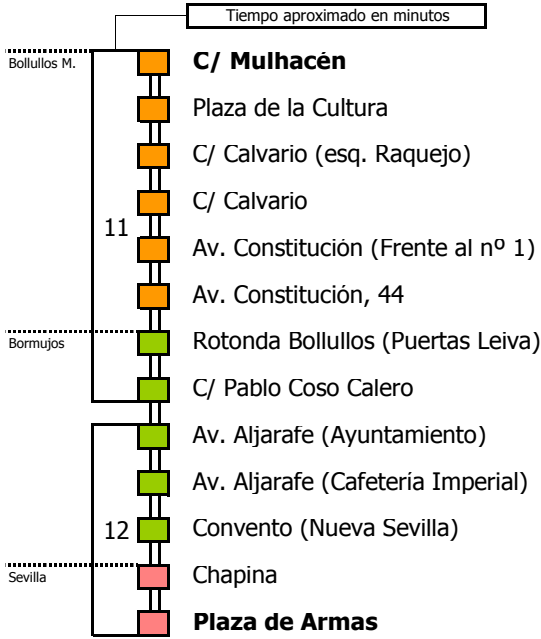 Tiempo aproximado en minutos
Bollullos M.
C/ Mulhacén
Plaza de la Cultura
C/ Calvario (esq. Raquejo)
C/ Calvario
11
Av. Constitución (Frente al nº 1)
Av. Constitución, 44
Bormujos
Rotonda Bollullos (Puertas Leiva)
C/ Pablo Coso Calero
Av. Aljarafe (Ayuntamiento)
Av. Aljarafe (Cafetería Imperial)
12
Convento (Nueva Sevilla)
Sevilla
Chapina
Plaza de Armas